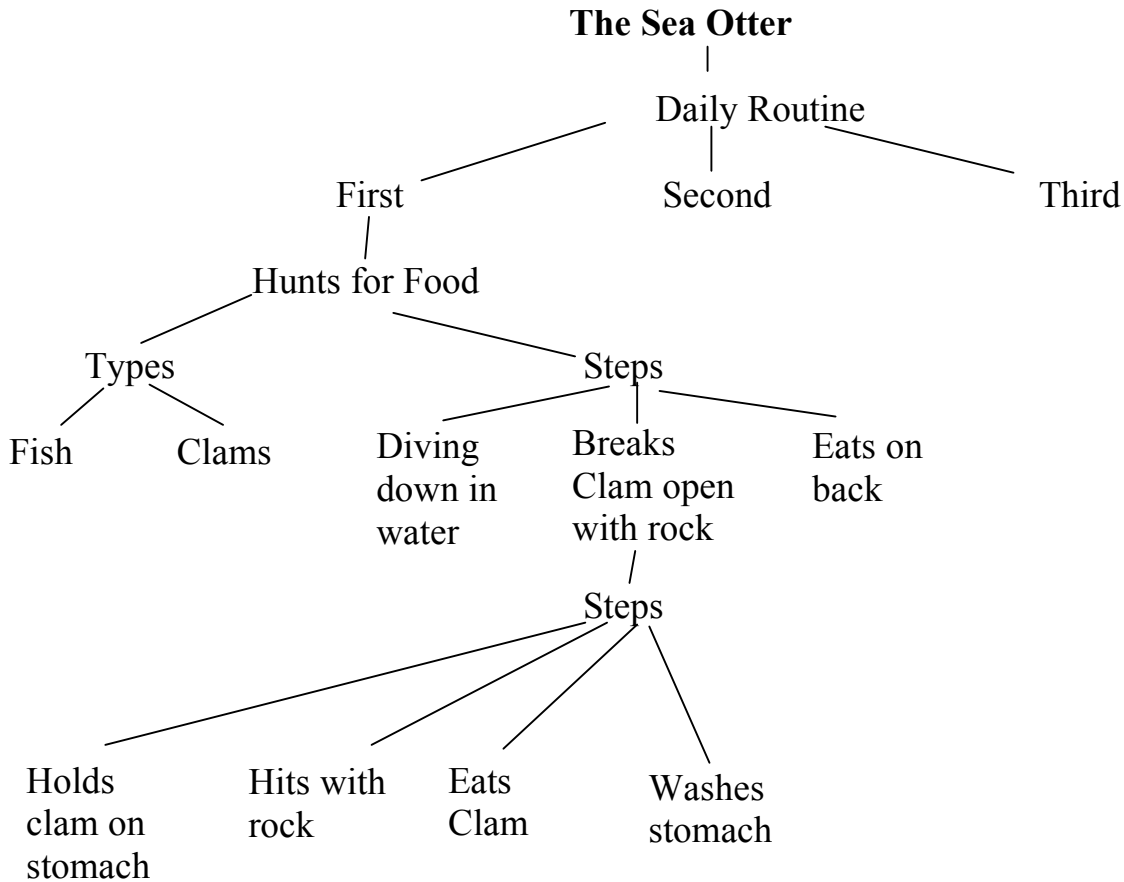 The Sea Otter
Daily Routine
First
Second
Third
Hunts for Food
Types
Steps
Fish
Clams
Diving
down in
water
Breaks
Clam open
with rock
Eats on
back
Steps
Holds
clam on
stomach
Hits with
rock
Eats
Clam
Washes
stomach